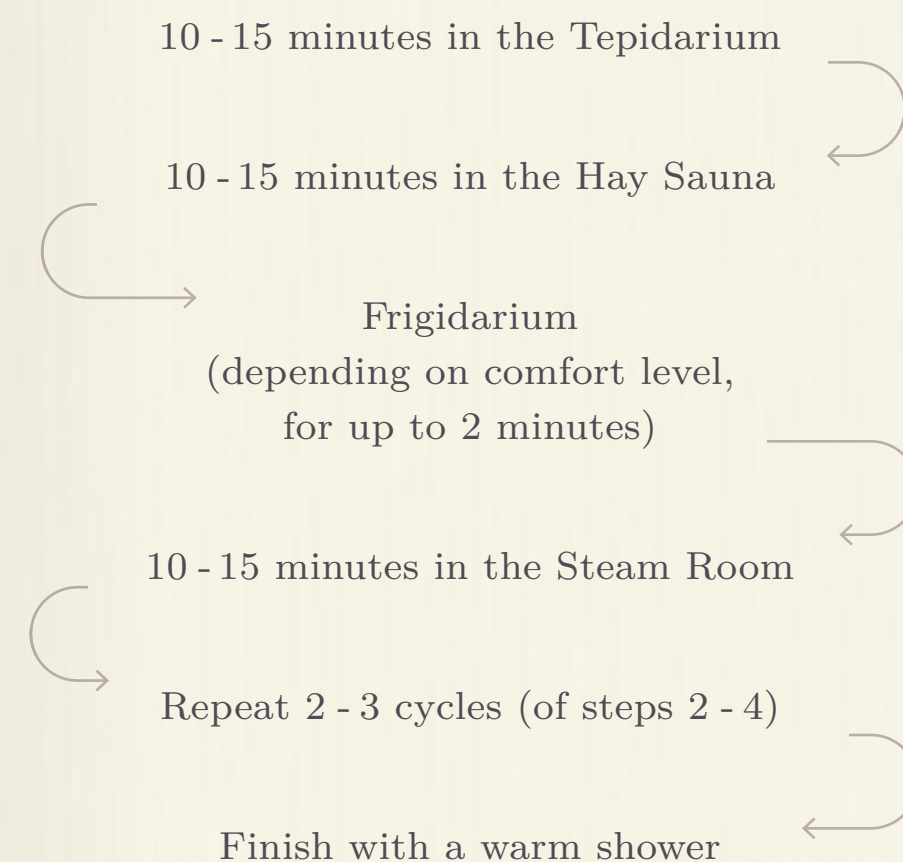 10 - 15 minutes in the Tepidarium
10 - 15 minutes in the Hay Sauna
Frigidarium
(depending on comfort level,
for up to 2 minutes)
10 - 15 minutes in the Steam Room
Repeat 2 - 3 cycles (of steps 2 - 4)
Finish with a warm shower